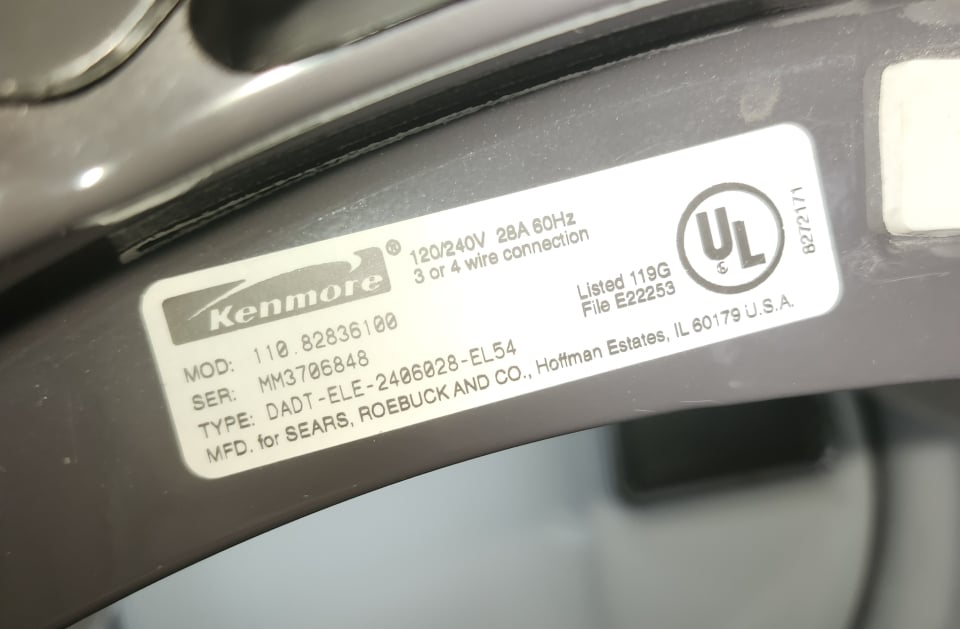 Kenmore®
120/240V 28A 60Hz
3 or 4 wire connection
MOD: 110.82836100
SER: MM3706848
TYPE: DADT-ELE-2406028-EL54
MFD. for SEARS, ROEBUCK AND CO., Hoffman Estates, IL 60179 U.S.A.
Listed 119G
File E22253
UL
8272171